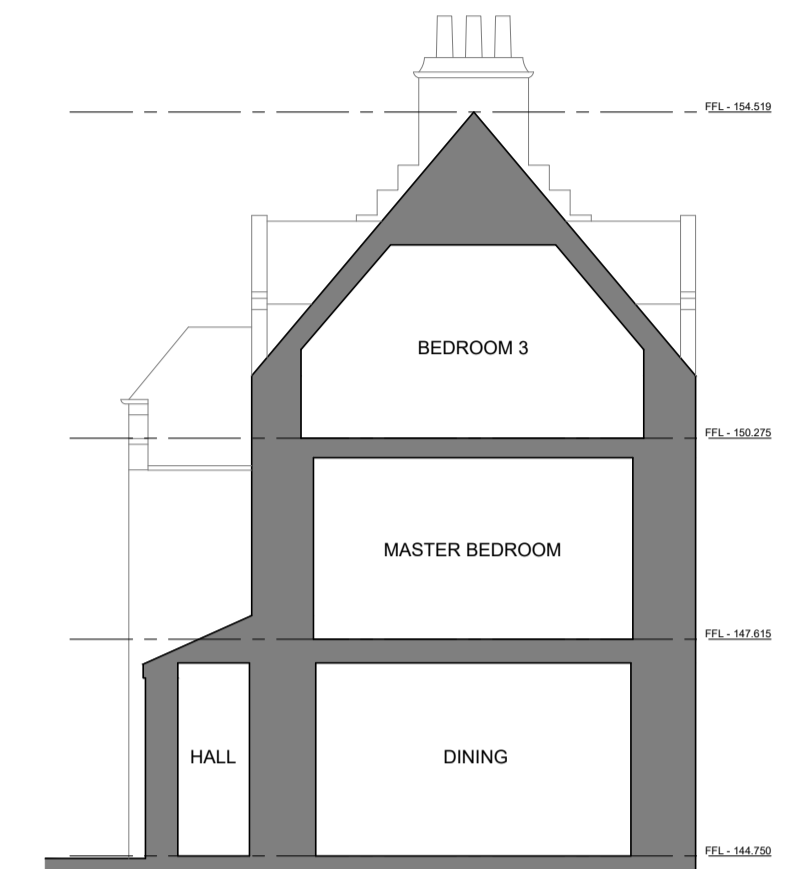 FFL - 154.519
BEDROOM 3
FFL - 150.275
MASTER BEDROOM
FFL - 147.615
HALL
DINING
FFL - 144.750